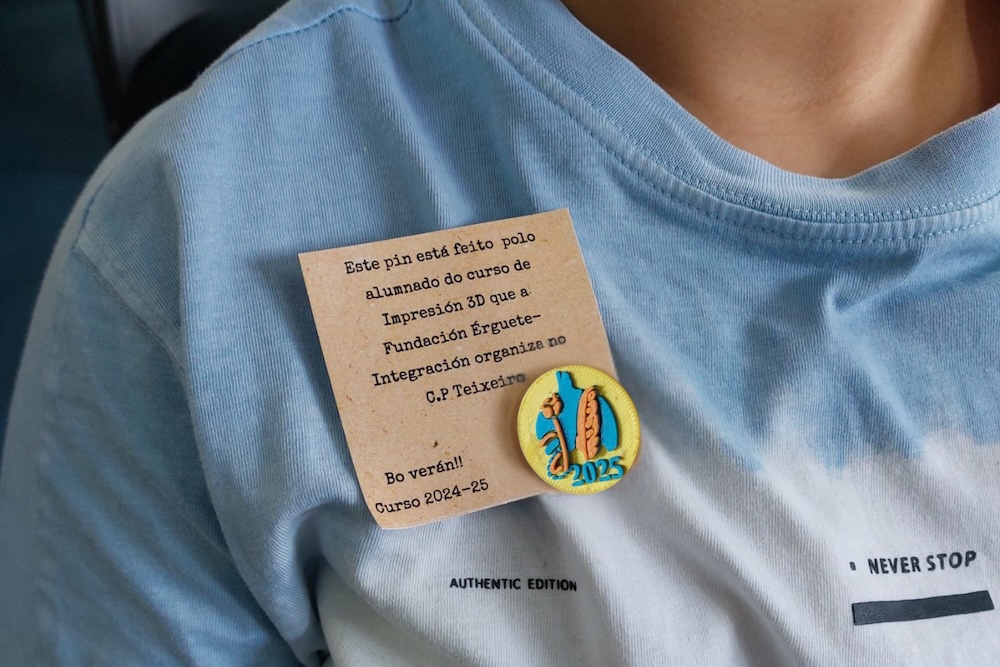 Este pin está feito polo
alumnado do curso de
Impresión 3D que a
Fundación Érguete-
Integración organiza no
C.P Teixeiro
Bo verán!!
Curso 2024-25
2025
AUTHENTIC EDITION
NEVER STOP